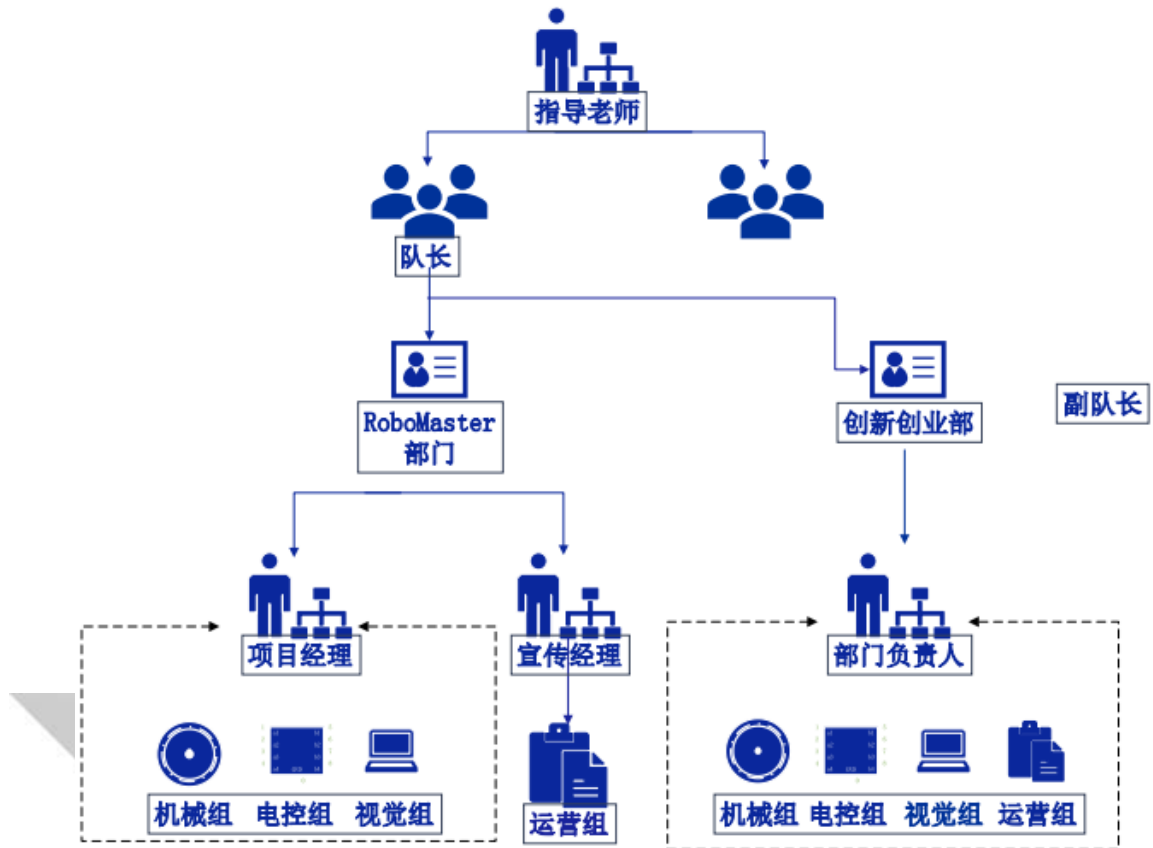 指导老师
队长
RoboMaster
部门
创新创业部
副队长
项目经理
宣传经理
部门负责人
机械组
电控组
视觉组
运营组
机械组
电控组
视觉组
运营组